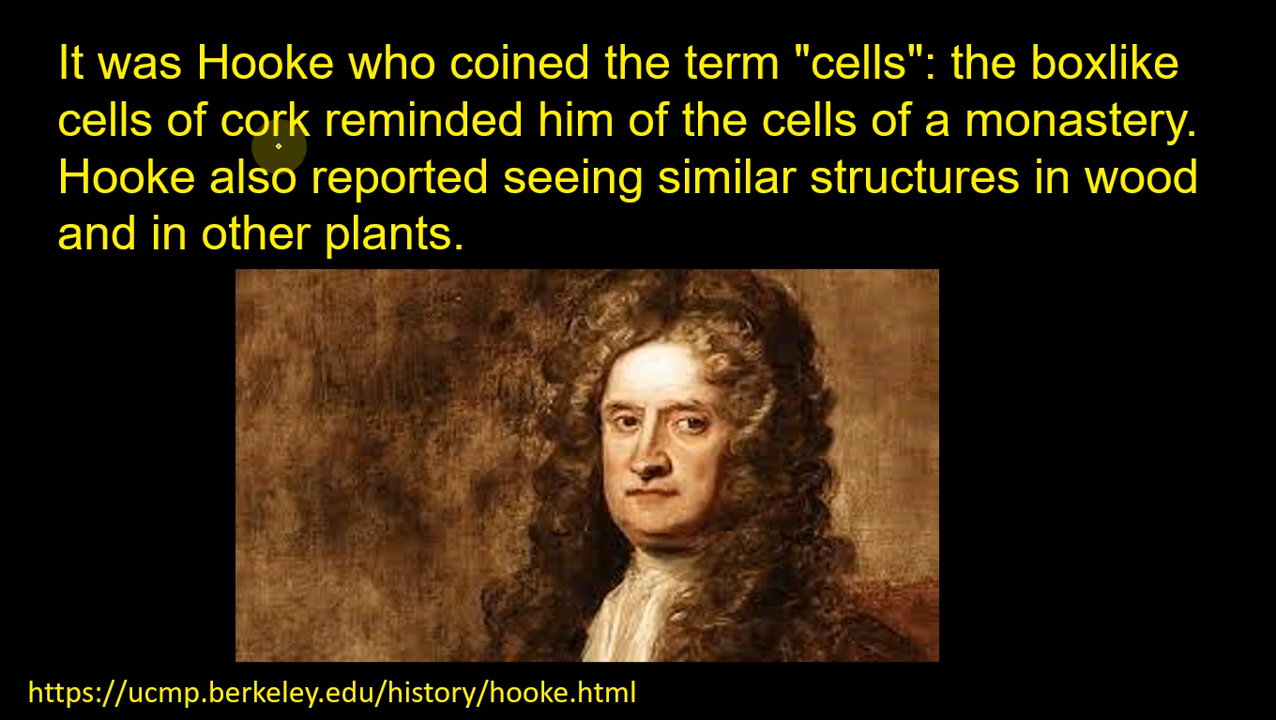 It was Hooke who coined the term "cells": the boxlike
cells of cork reminded him of the cells of a monastery.
Hooke also reported seeing similar structures in wood
and in other plants.
https://ucmp.berkeley.edu/history/hooke.html